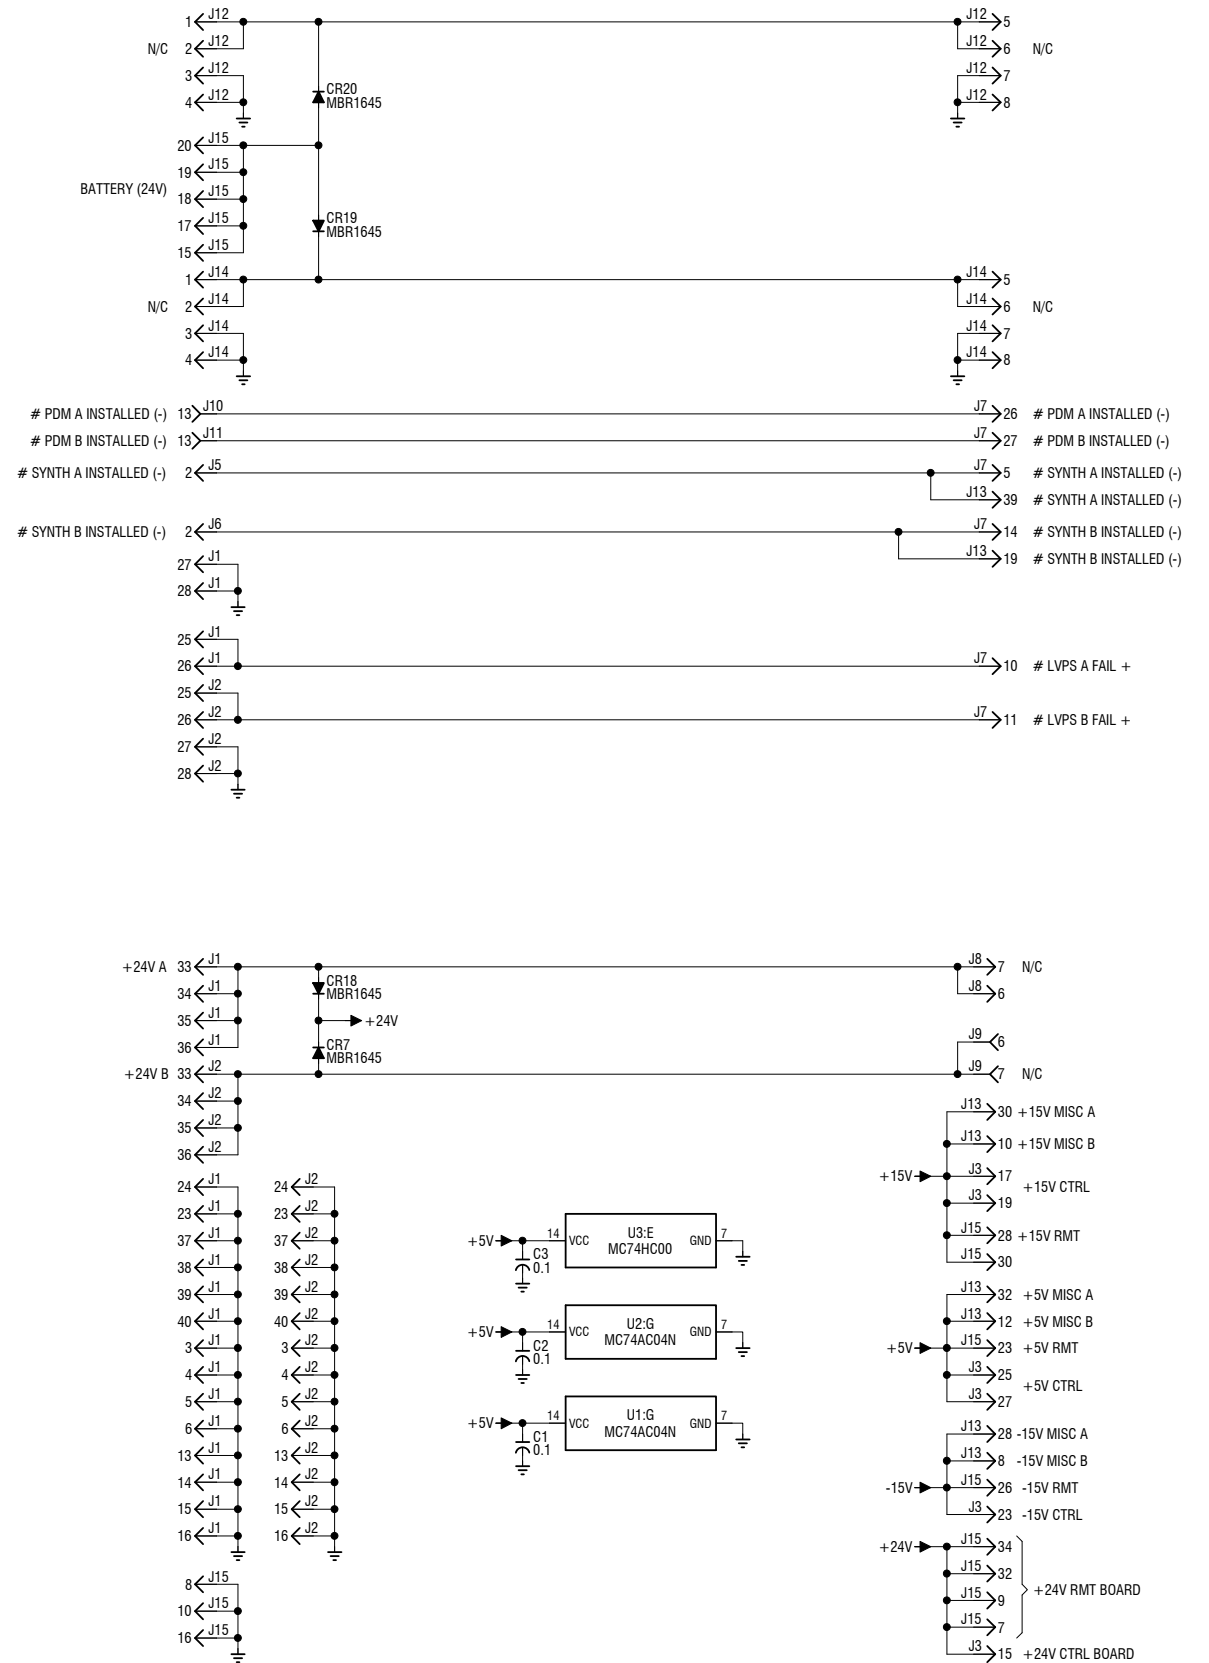 1 J12 J12 5
N/C 2 J12 J12 6 N/C
3 J12 J12 7
4 J12 J12 8
CR20
MBR1645
20 J15
19 J15
BATTERY (24V)
18 J15
17 J15
15 J15
CR19
MBR1645
1 J14 J14 5
N/C 2 J14 J14 6 N/C
3 J14 J14 7
4 J14 J14 8
# PDM A INSTALLED (-) 13 J10 J7 26 # PDM A INSTALLED (-)
# PDM B INSTALLED (-) 13 J11 J7 27 # PDM B INSTALLED (-)
# SYNTH A INSTALLED (-) 2 J5 J7 5 # SYNTH A INSTALLED (-)
J13 39 # SYNTH A INSTALLED (-)
# SYNTH B INSTALLED (-) 2 J6 J7 14 # SYNTH B INSTALLED (-)
J13 19 # SYNTH B INSTALLED (-)
27 J1
28 J1
25 J1
26 J1 J7 10 # LVPS A FAIL +
25 J2
26 J2 J7 11 # LVPS B FAIL +
27 J2
28 J2
+24V A 33 J1 J8 7 N/C
34 J1 J8 6
35 J1
36 J1
CR18
MBR1645
+24V
CR7
MBR1645
J9 6
+24V B 33 J2 J9 7 N/C
34 J2
35 J2
36 J2
24 J1 24 J2
23 J1 23 J2
37 J1 37 J2
38 J1 38 J2
39 J1 39 J2
40 J1 40 J2
3 J1 3 J2
4 J1 4 J2
5 J1 5 J2
6 J1 6 J2
13 J1 13 J2
14 J1 14 J2
15 J1 15 J2
16 J1 16 J2
8 J15
10 J15
16 J15
+5V 14 VCC U3:E GND 7
MC74HC00
C3
0.1
+5V 14 VCC U2:G GND 7
MC74AC04N
C2
0.1
+5V 14 VCC U1:G GND 7
MC74AC04N
C1
0.1
J13 30 +15V MISC A
J13 10 +15V MISC B
+15V J3 17
+15V CTRL
J3 19
J15 28 +15V RMT
J15 30
J13 32 +5V MISC A
J13 12 +5V MISC B
+5V J15 23 +5V RMT
J3 25
+5V CTRL
J3 27
J13 28 -15V MISC A
J13 8 -15V MISC B
-15V J15 26 -15V RMT
J3 23 -15V CTRL
+24V J15 34
J15 32
+24V RMT BOARD
J15 9
J15 7
J3 15 +24V CTRL BOARD